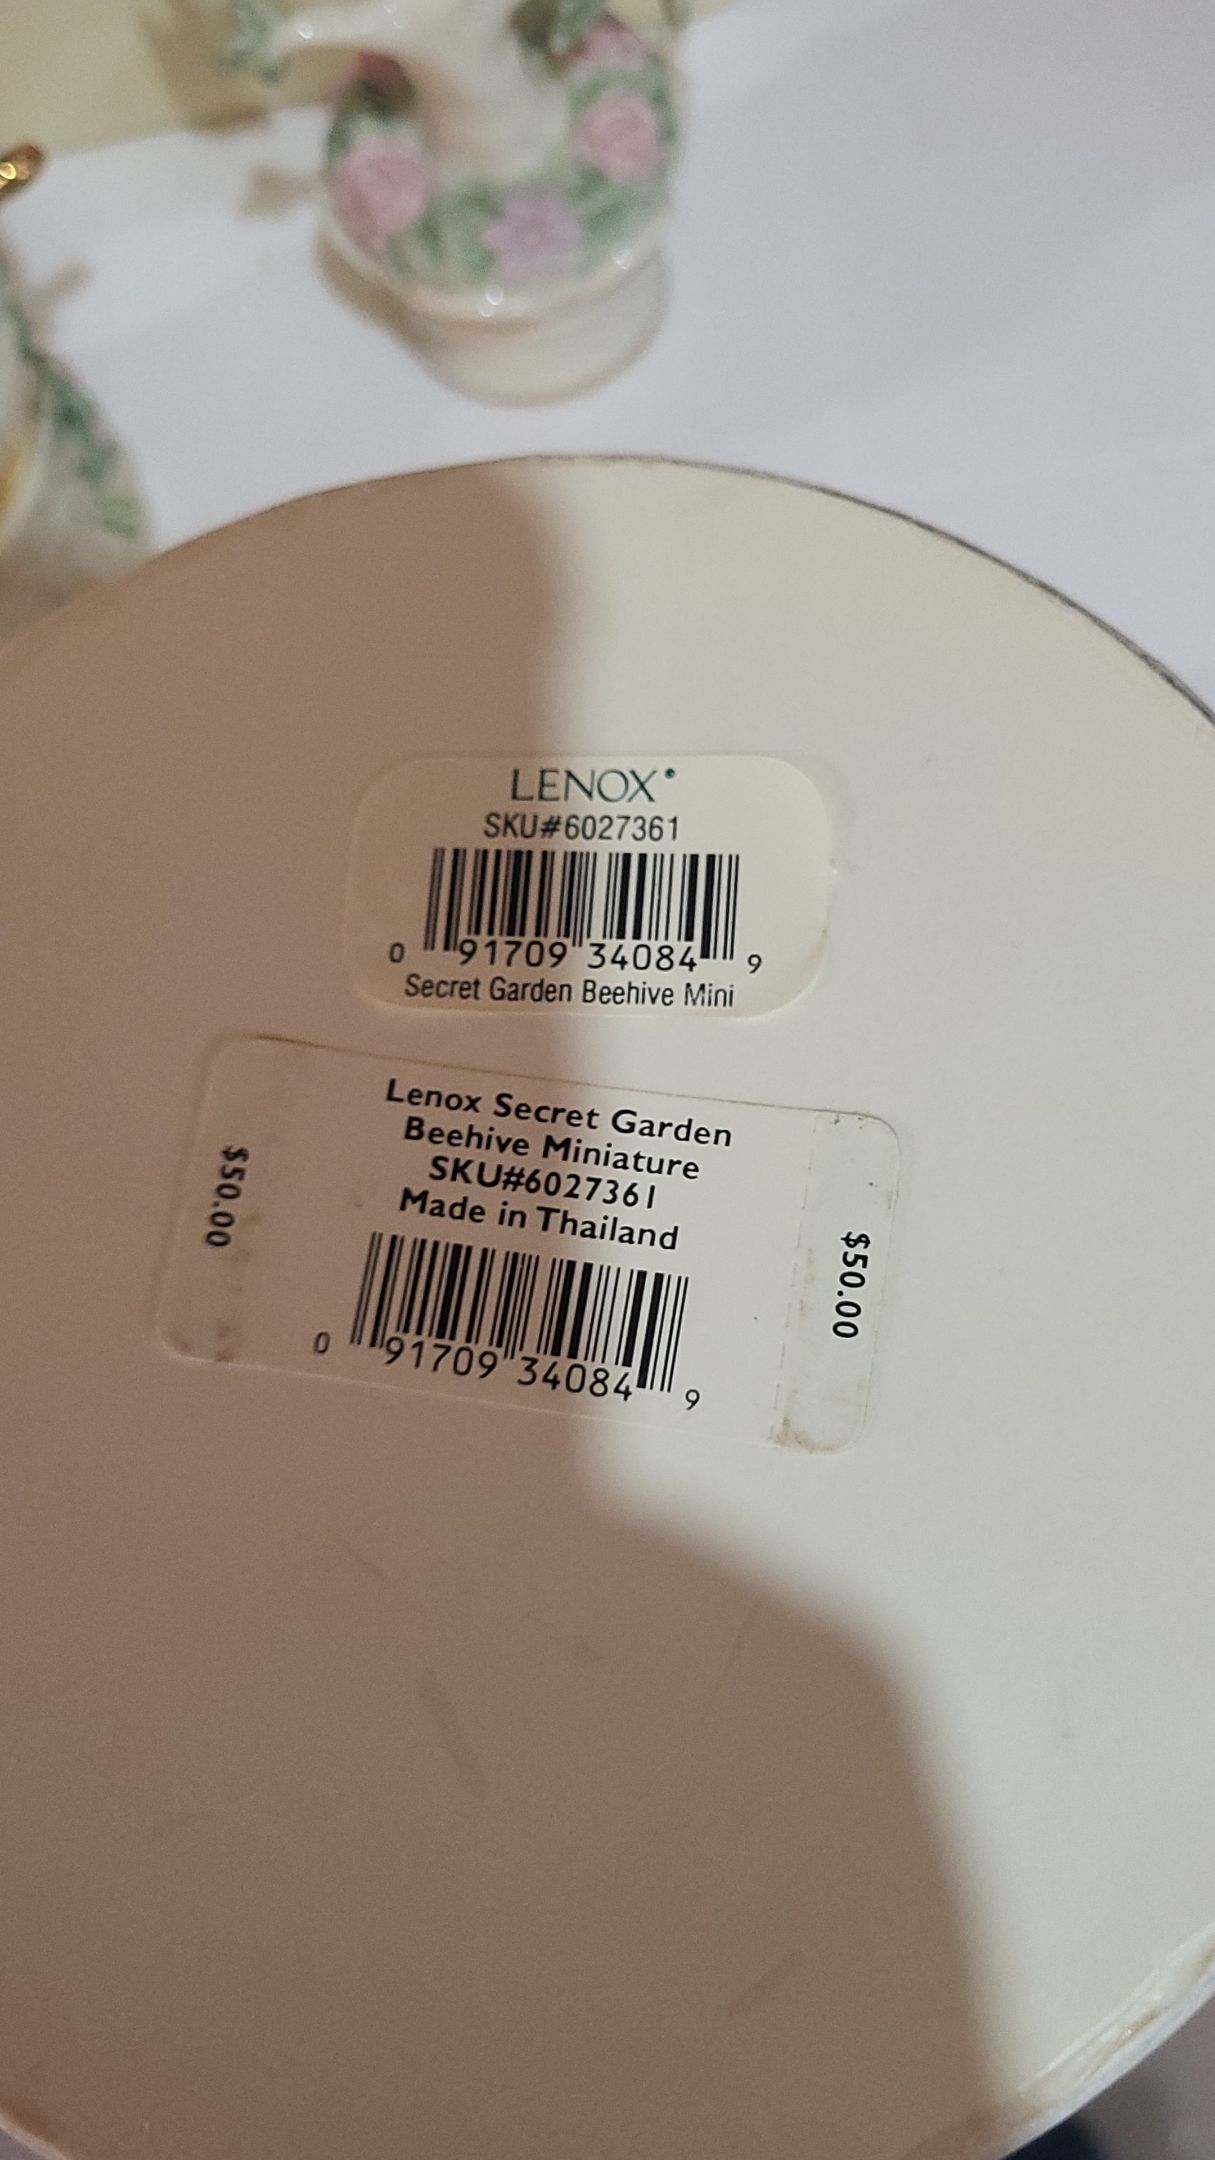 LENOX®
SKU#6027361
0 91709 34084 9
Secret Garden Beehive Mini
Lenox Secret Garden
Beehive Miniature
SKU#6027361
Made in Thailand
0 91709 34084 9
$50.00
$50.00